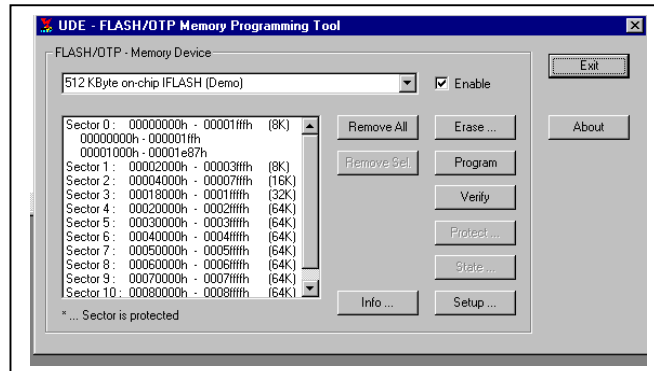 UDE - FLASH/OTP Memory Programming Tool
FLASH/OTP - Memory Device
512 KByte on-chip IFLASH (Demo)
Enable
Exit
Sector 0 : 00000000h - 00001fffh (8K)
00000000h - 000001ffh
00001000h - 00001e87h
Sector 1 : 00002000h - 00003fffh (8K)
Sector 2 : 00004000h - 00007fffh (16K)
Sector 3 : 00018000h - 0001ffffh (32K)
Sector 4 : 00020000h - 0002ffffh (64K)
Sector 5 : 00030000h - 0003ffffh (64K)
Sector 6 : 00040000h - 0004ffffh (64K)
Sector 7 : 00050000h - 0005ffffh (64K)
Sector 8 : 00060000h - 0006ffffh (64K)
Sector 9 : 00070000h - 0007ffffh (64K)
Sector 10 : 00080000h - 0008ffffh (64K)
* ... Sector is protected
Remove All
Erase ...
About
Remove Sel.
Program
Verify
Protect ...
State ...
Info ...
Setup ...